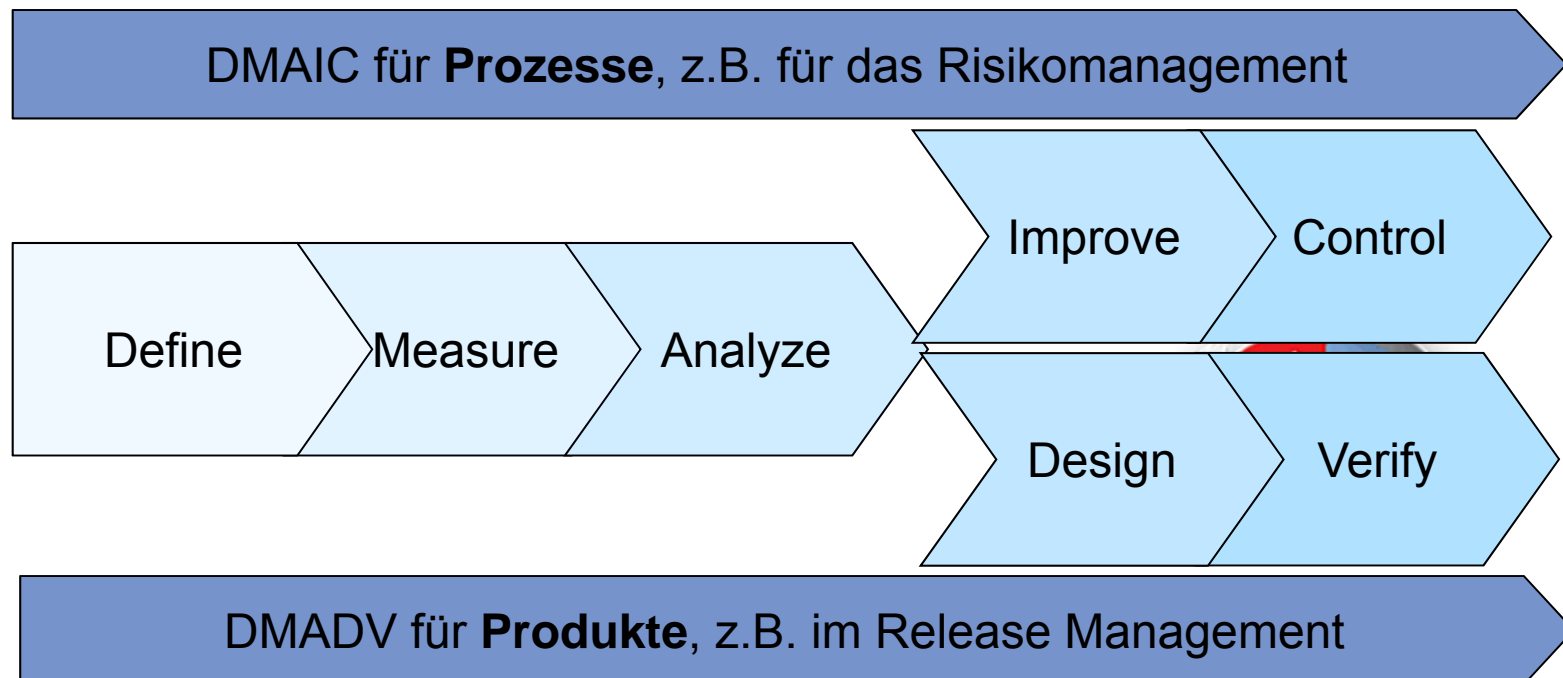 DMAIC für Prozesse, z.B. für das Risikomanagement
Improve
Control
Define
Measure
Analyze
Design
Verify
DMADV für Produkte, z.B. im Release Management